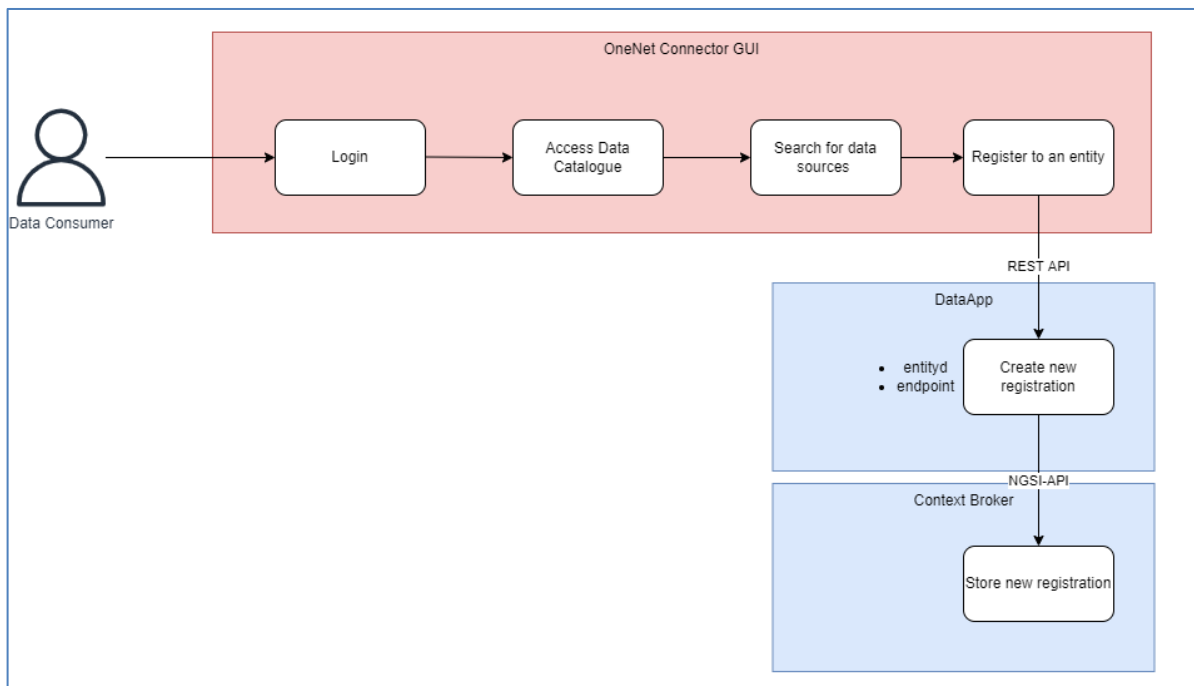 OneNet Connector GUI
Data Consumer
Login
Access Data
Catalogue
Search for data
sources
Register to an entity
REST API
DataApp
entityd
endpoint
Create new
registration
NGSI-API
Context Broker
Store new registration